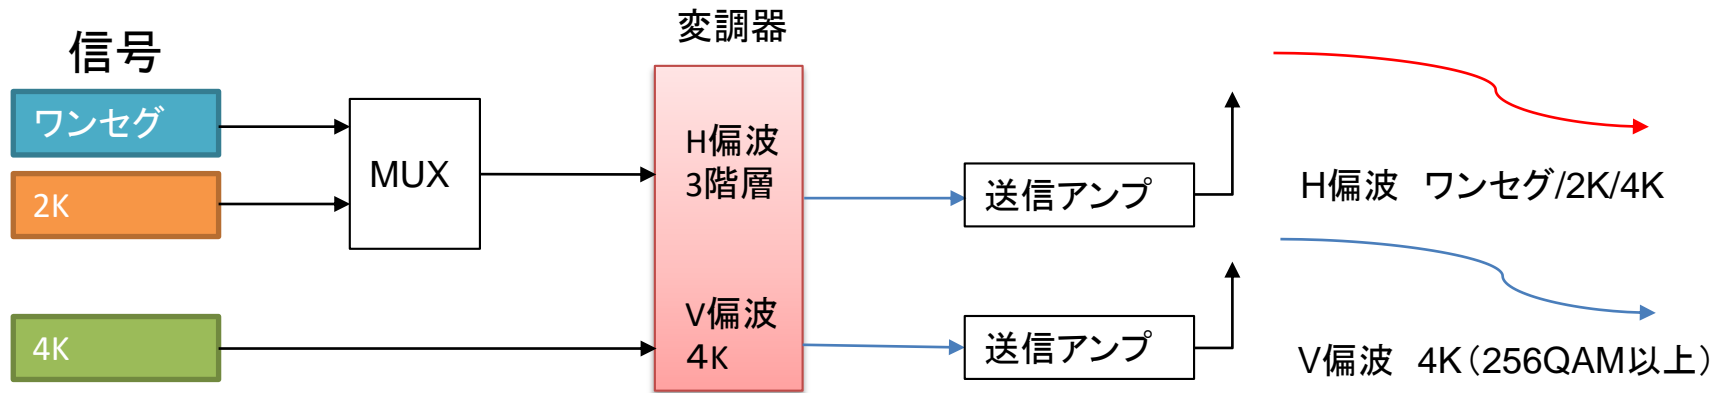 変調器
信号
ワンセグ
2K
4K
MUX
H偏波
3階層
V偏波
４K
送信アンプ
送信アンプ
H偏波　ワンセグ/2K/4K
V偏波　4K（256QAM以上）